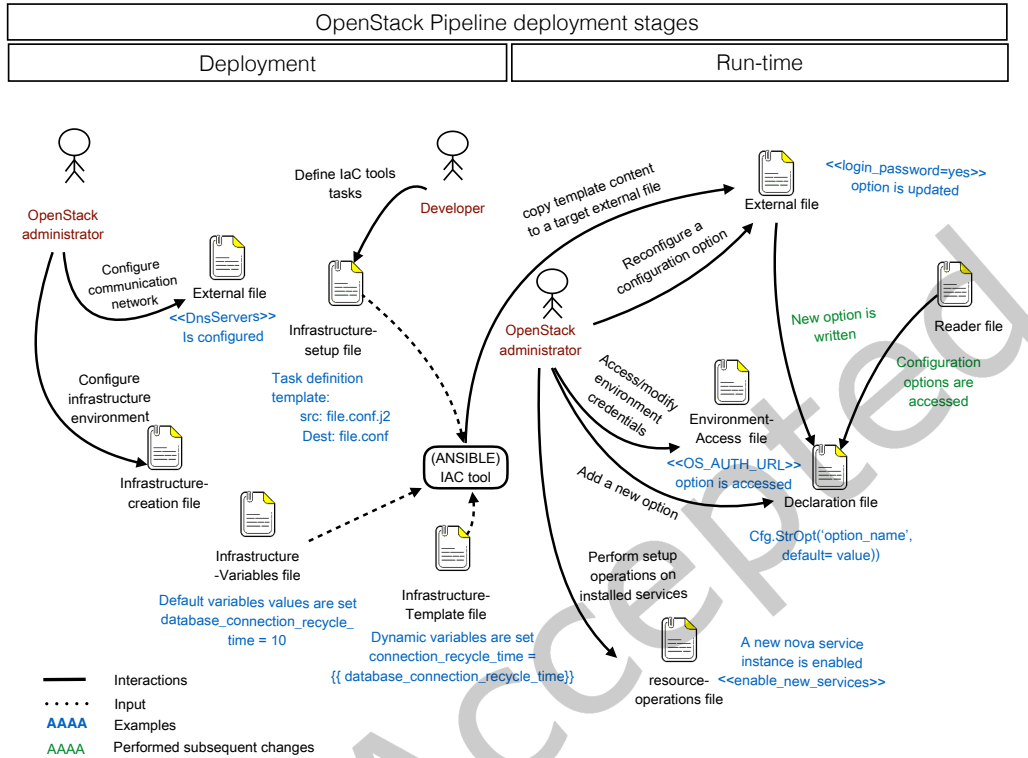 OpenStack Pipeline deployment stages
Deployment
Run-time
OpenStack
administrator
Configure
communication
network
External file
<<DnsServers>>
Is configured
Configure
infrastructure
environment
Infrastructure-
creation file
Define IaC tools
tasks
Developer
Infrastructure-
setup file
Task definition
template:
src: file.conf.j2
Dest: file.conf
(ANSIBLE)
IAC tool
Infrastructure
-Variables file
Default variables values are set
database_connection_recycle_
time = 10
Infrastructure-
Template file
Dynamic variables are set
connection_recycle_time =
{{ database_connection_recycle_time}}
copy template content
to a target external file
Reconfigure a
configuration option
External file
<<login_password=yes>>
option is updated
OpenStack
administrator
New option is
written
Reader file
Configuration
options are
accessed
Access/modify
environment
credentials
Environment-
Access file
<<OS_AUTH_URL>>
option is accessed
Add a new option
Declaration file
Cfg.StrOpt(‘option_name’,
default= value))
Perform setup
operations on
installed services
resource-
operations file
A new nova service
instance is enabled
<<enable_new_services>>
Interactions
Input
AAAA Examples
AAAA Performed subsequent changes
Accepted